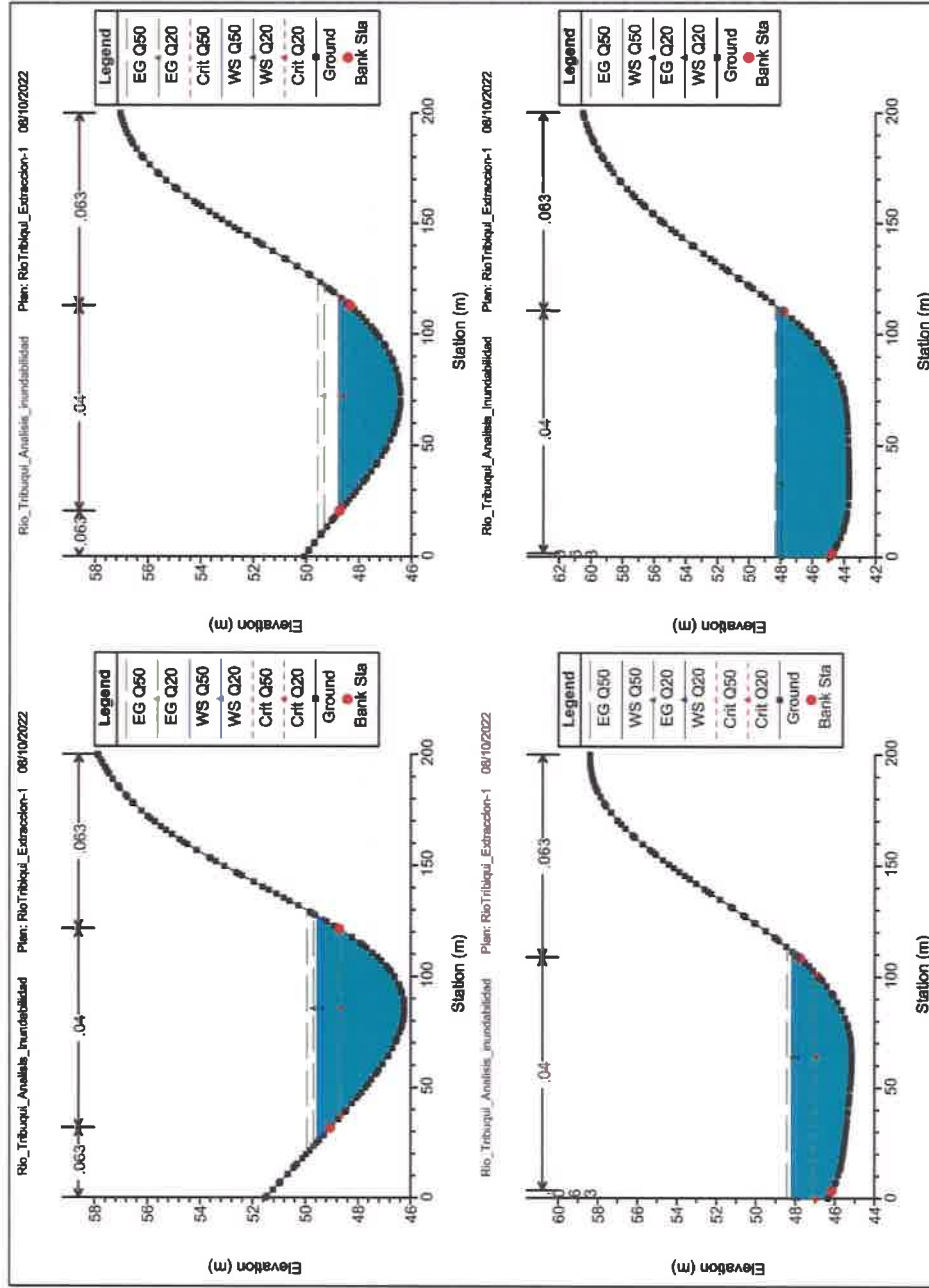 Rio_Tribuqui_Analisis_Inundabilidad Plan: RioTribiqui_Extraccion-1 08/10/2022
.063 .04 .063
Legend
EG Q50
EG Q20
WS Q50
WS Q20
Crit Q50
Crit Q20
Ground
Bank Sta
Elevation (m)
58
56
54
52
50
48
46
0 50 100 150 200
Station (m)
Rio_Tribuqui_Analisis_inundabilidad Plan: RioTribiqui_Extraccion-1 08/10/2022
.063 .04 .063
Legend
EG Q50
EG Q20
Crit Q50
WS Q50
WS Q20
Crit Q20
Ground
Bank Sta
Elevation (m)
58
56
54
52
50
48
46
0 50 100 150 200
Station (m)
Rio_Tribuqui_Analisis_inundabilidad Plan: RioTribiqui_Extraccion-1 08/10/2022
.063 .04 .063
Legend
EG Q50
WS Q50
EG Q20
WS Q20
Crit Q50
Crit Q20
Ground
Bank Sta
Elevation (m)
60
58
56
54
52
50
48
46
44
0 50 100 150 200
Station (m)
Rio_Tribuqui_Analisis_Inundabilidad Plan: RioTribiqui_Extraccion-1 08/10/2022
.063 .04 .063
Legend
EG Q50
WS Q50
EG Q20
WS Q20
Ground
Bank Sta
Elevation (m)
62
60
58
56
54
52
50
48
46
44
42
0 50 100 150 200
Station (m)